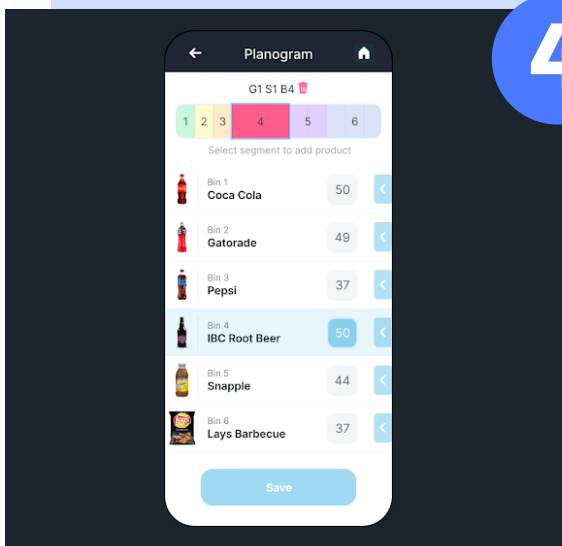 4
Planogram
G1 S1 B4
1 2 3 4 5 6
Select segment to add product
Bin 1
Coca Cola
50
Bin 2
Gatorade
49
Bin 3
Pepsi
37
Bin 4
IBC Root Beer
50
Bin 5
Snapple
44
Bin 6
Lays Barbecue
37
Save